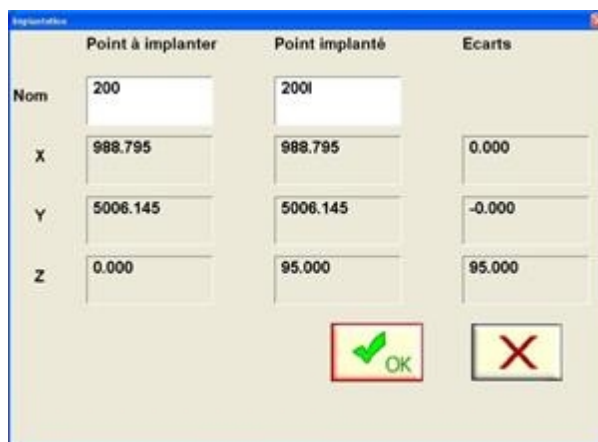 Implantation
Point à implanter Point implanté Ecarts
Nom 200 200I
X 988.795 988.795 0.000
Y 5006.145 5006.145 -0.000
Z 0.000 95.000 95.000
OK